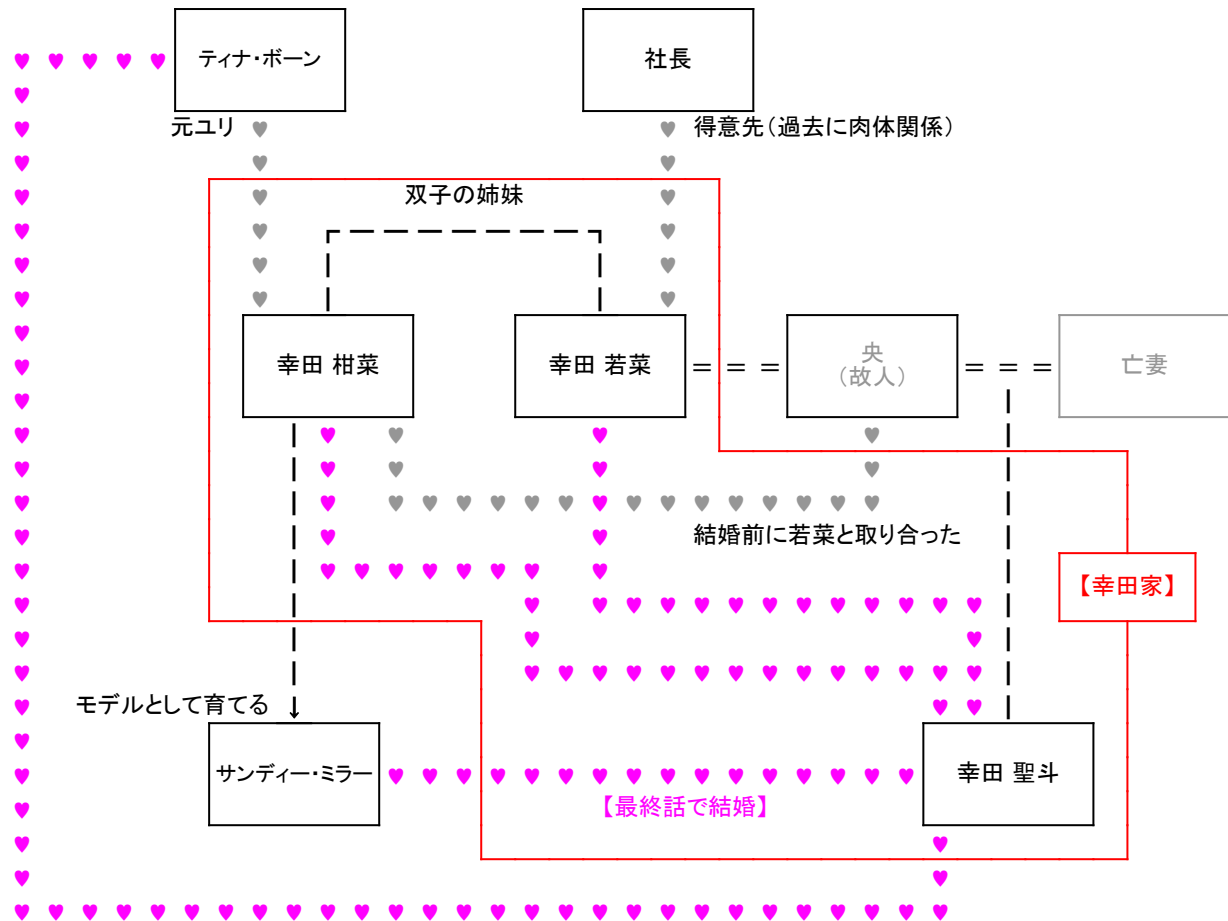 ティナ・ボーン
社長
元ユリ
得意先(過去に肉体関係)
双子の姉妹
幸田 柑菜
幸田 若菜
央
(故人)
亡妻
結婚前に若菜と取り合った
【幸田家】
モデルとして育てる
サンディー・ミラー
幸田 聖斗
【最終話で結婚】